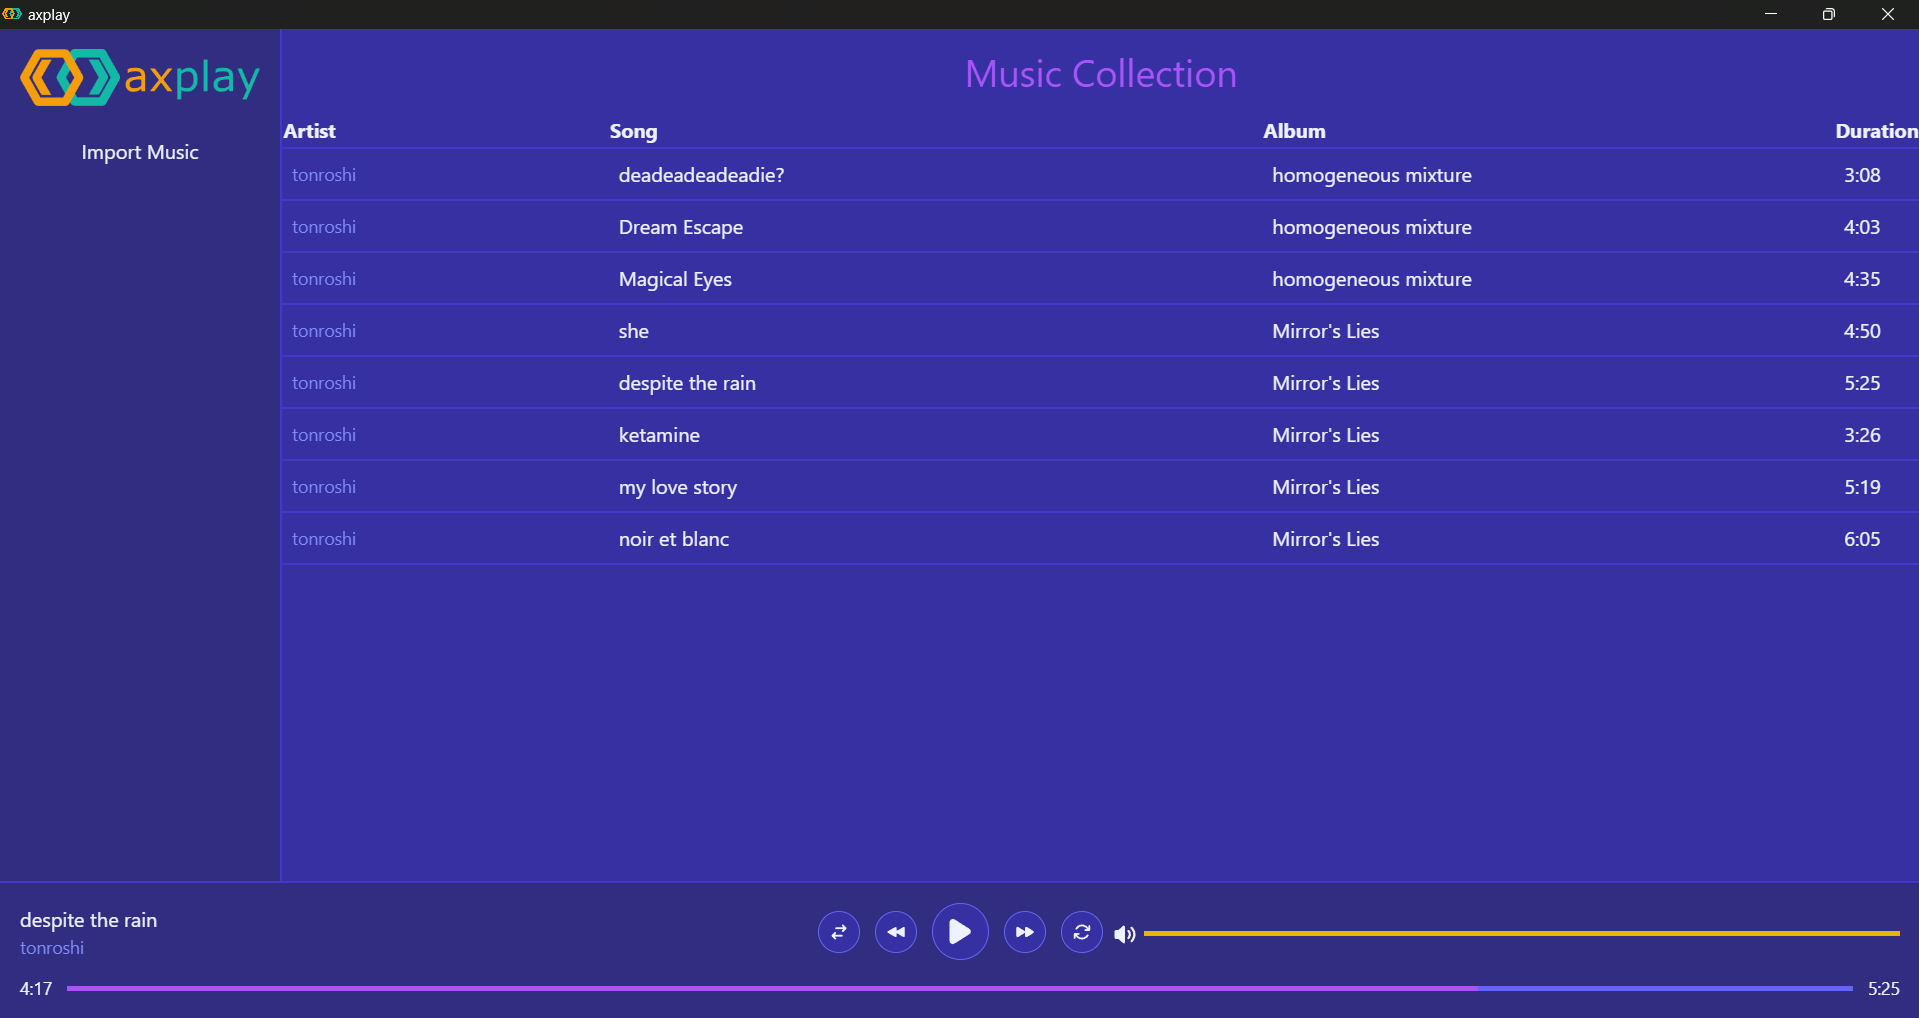 axplay
axplay
Import Music
Music Collection
Artist Song Album Duration
tonroshi deadeadeadeadie? homogeneous mixture 3:08
tonroshi Dream Escape homogeneous mixture 4:03
tonroshi Magical Eyes homogeneous mixture 4:35
tonroshi she Mirror's Lies 4:50
tonroshi despite the rain Mirror's Lies 5:25
tonroshi ketamine Mirror's Lies 3:26
tonroshi my love story Mirror's Lies 5:19
tonroshi noir et blanc Mirror's Lies 6:05
despite the rain
tonroshi
4:17 5:25